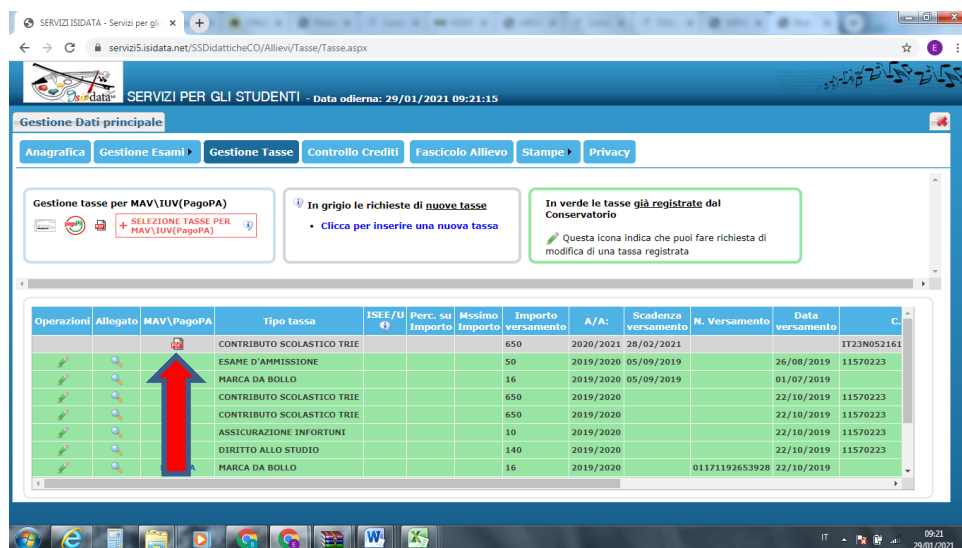 SERVIZI ISIDATA - Servizi per gli
servizi5.isidata.net/SSDidatticheCO/Allievi/Tasse/Tasse.aspx
E
Isidata SERVIZI PER GLI STUDENTI - Data odierna: 29/01/2021 09:21:15
Gestione Dati principale
Anagrafica Gestione Esami Gestione Tasse Controllo Crediti Fascicolo Allievo Stampe Privacy
Gestione tasse per MAV\IUV(PagoPA)
+ SELEZIONE TASSE PER
MAV\IUV(PagoPA)
In grigio le richieste di nuove tasse
• Clicca per inserire una nuova tassa
In verde le tasse già registrate dal
Conservatorio
Questa icona indica che puoi fare richiesta di
modifica di una tassa registrata
Operazioni Allegato MAV\PagoPA Tipo tassa ISEE/U Perc. su Importo Mssimo Importo Importo versamento A/A: Scadenza versamento N. Versamento Data versamento C.
CONTRIBUTO SCOLASTICO TRIE 650 2020/2021 28/02/2021 IT23N052161
ESAME D'AMMISSIONE 50 2019/2020 05/09/2019 26/08/2019 11570223
MARCA DA BOLLO 16 2019/2020 05/09/2019 01/07/2019
CONTRIBUTO SCOLASTICO TRIE 650 2019/2020 22/10/2019 11570223
CONTRIBUTO SCOLASTICO TRIE 650 2019/2020 22/10/2019 11570223
ASSICURAZIONE INFORTUNI 10 2019/2020 22/10/2019 11570223
DIRITTO ALLO STUDIO 140 2019/2020 22/10/2019 11570223
MARCA DA BOLLO 16 2019/2020 01171192653928 22/10/2019
IT
09:21
29/01/2021